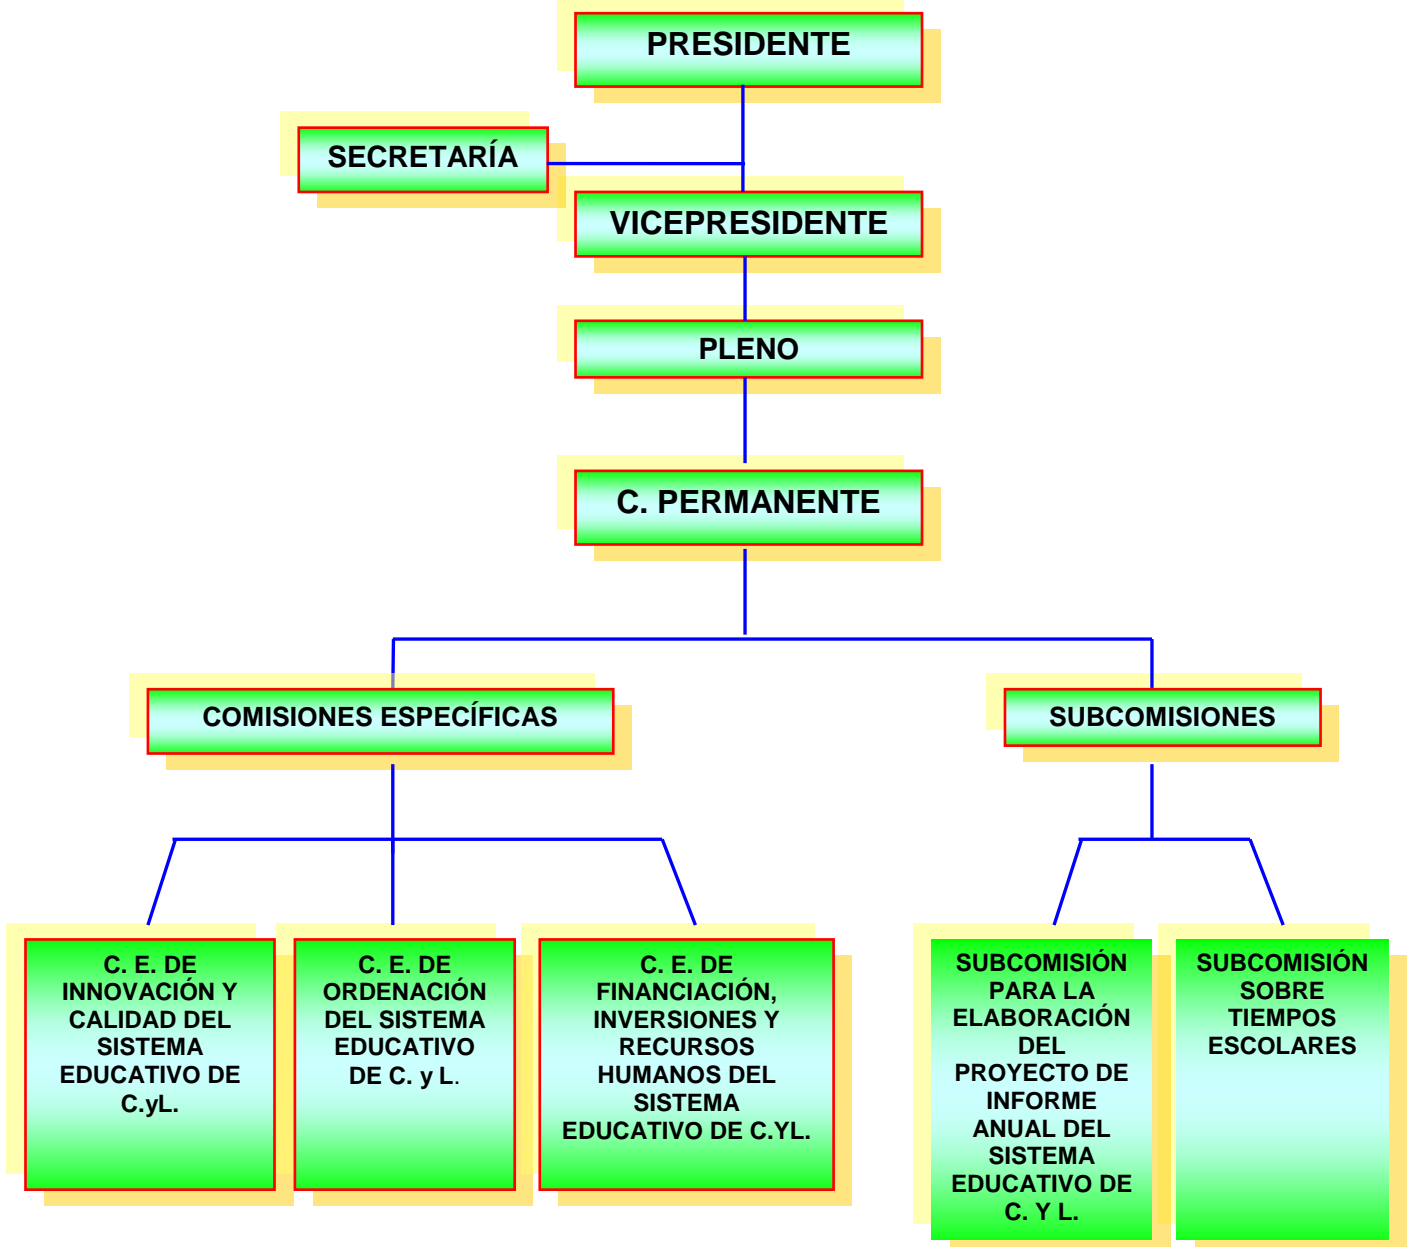 PRESIDENTE
SECRETARÍA
VICEPRESIDENTE
PLENO
C. PERMANENTE
COMISIONES ESPECÍFICAS
SUBCOMISIONES
C. E. DE
INNOVACIÓN Y
CALIDAD DEL
SISTEMA
EDUCATIVO DE
C.yL.
C. E. DE
ORDENACIÓN
DEL SISTEMA
EDUCATIVO
DE C. y L.
C. E. DE
FINANCIACIÓN,
INVERSIONES Y
RECURSOS
HUMANOS DEL
SISTEMA
EDUCATIVO DE C.YL.
SUBCOMISIÓN
PARA LA
ELABORACIÓN
DEL
PROYECTO DE
INFORME
ANUAL DEL
SISTEMA
EDUCATIVO DE
C. Y L.
SUBCOMISIÓN
SOBRE
TIEMPOS
ESCOLARES